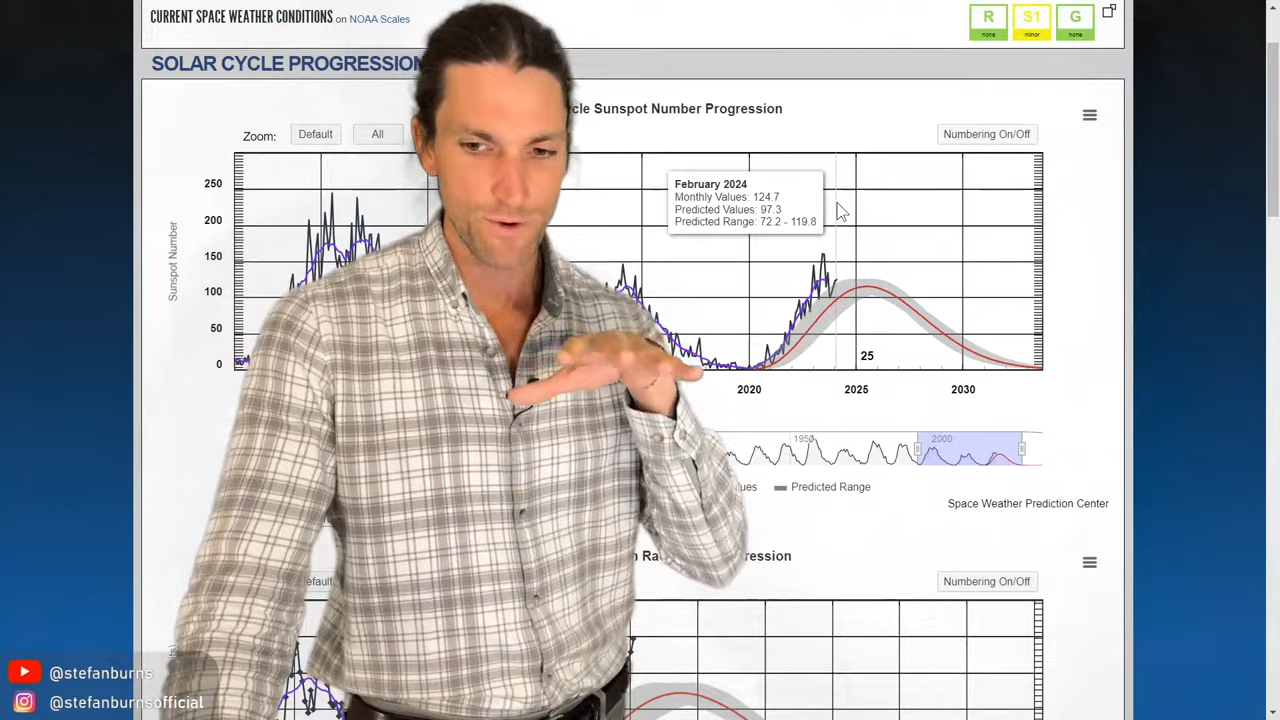 CURRENT SPACE WEATHER CONDITIONS on NOAA Scales
R
none
S1
minor
G
none
SOLAR CYCLE PROGRESSION
cle Sunspot Number Progression
Zoom:
Default
All
Numbering On/Off
Sunspot Number
250
200
150
100
50
0
February 2024
Monthly Values: 124.7
Predicted Values: 97.3
Predicted Range: 72.2 - 119.8
25
2020
2025
2030
1950
2000
ues
Predicted Range
Space Weather Prediction Center
n Ra
ression
efault
Numbering On/Off
@stefanburns
@stefanburnsofficial